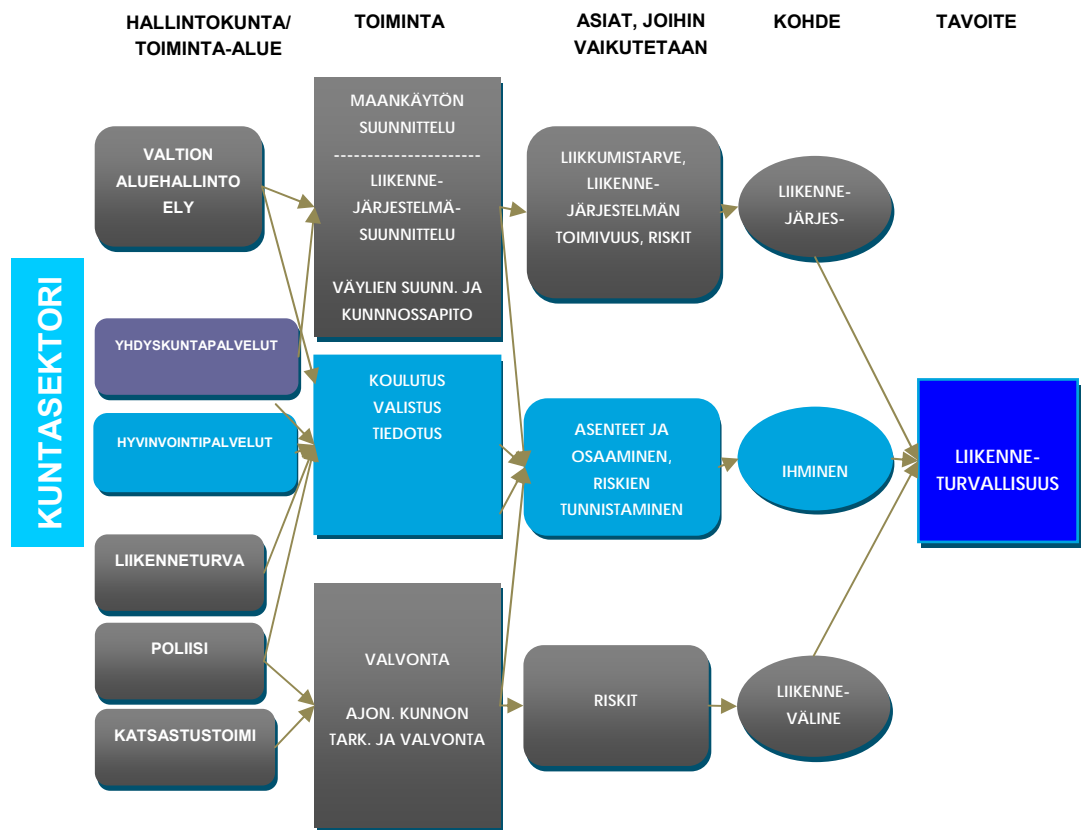 HALLINTOKUNTA/
TOIMINTA-ALUE
TOIMINTA
ASIAT, JOIHIN
VAIKUTETAAN
KOHDE
TAVOITE
KUNTASEKTORI
VALTION
ALUEHALLINTO
ELY
YHDYSKUNTAPALVELUT
HYVINVOINTIPALVELUT
LIIKENNETURVA
POLIISI
KATSASTUSTOIMI
MAANKÄYTÖN
SUUNNITTELU
----------------------
LIIKENNE-
JÄRJESTELMÄ-
SUUNNITTELU
VÄYLIEN SUUNN. JA
KUNNNOSSAPITO
KOULUTUS
VALISTUS
TIEDOTUS
VALVONTA
AJON. KUNNON
TARK. JA VALVONTA
LIIKKUMISTARVE,
LIIKENNE-
JÄRJESTELMÄN
TOIMIVUUS, RISKIT
ASENTEET JA
OSAAMINEN,
RISKIEN
TUNNISTAMINEN
RISKIT
LIIKENNE-
JÄRJES-
IHMINEN
LIIKENNE-
VÄLINE
LIIKENNE-
TURVALLISUUS